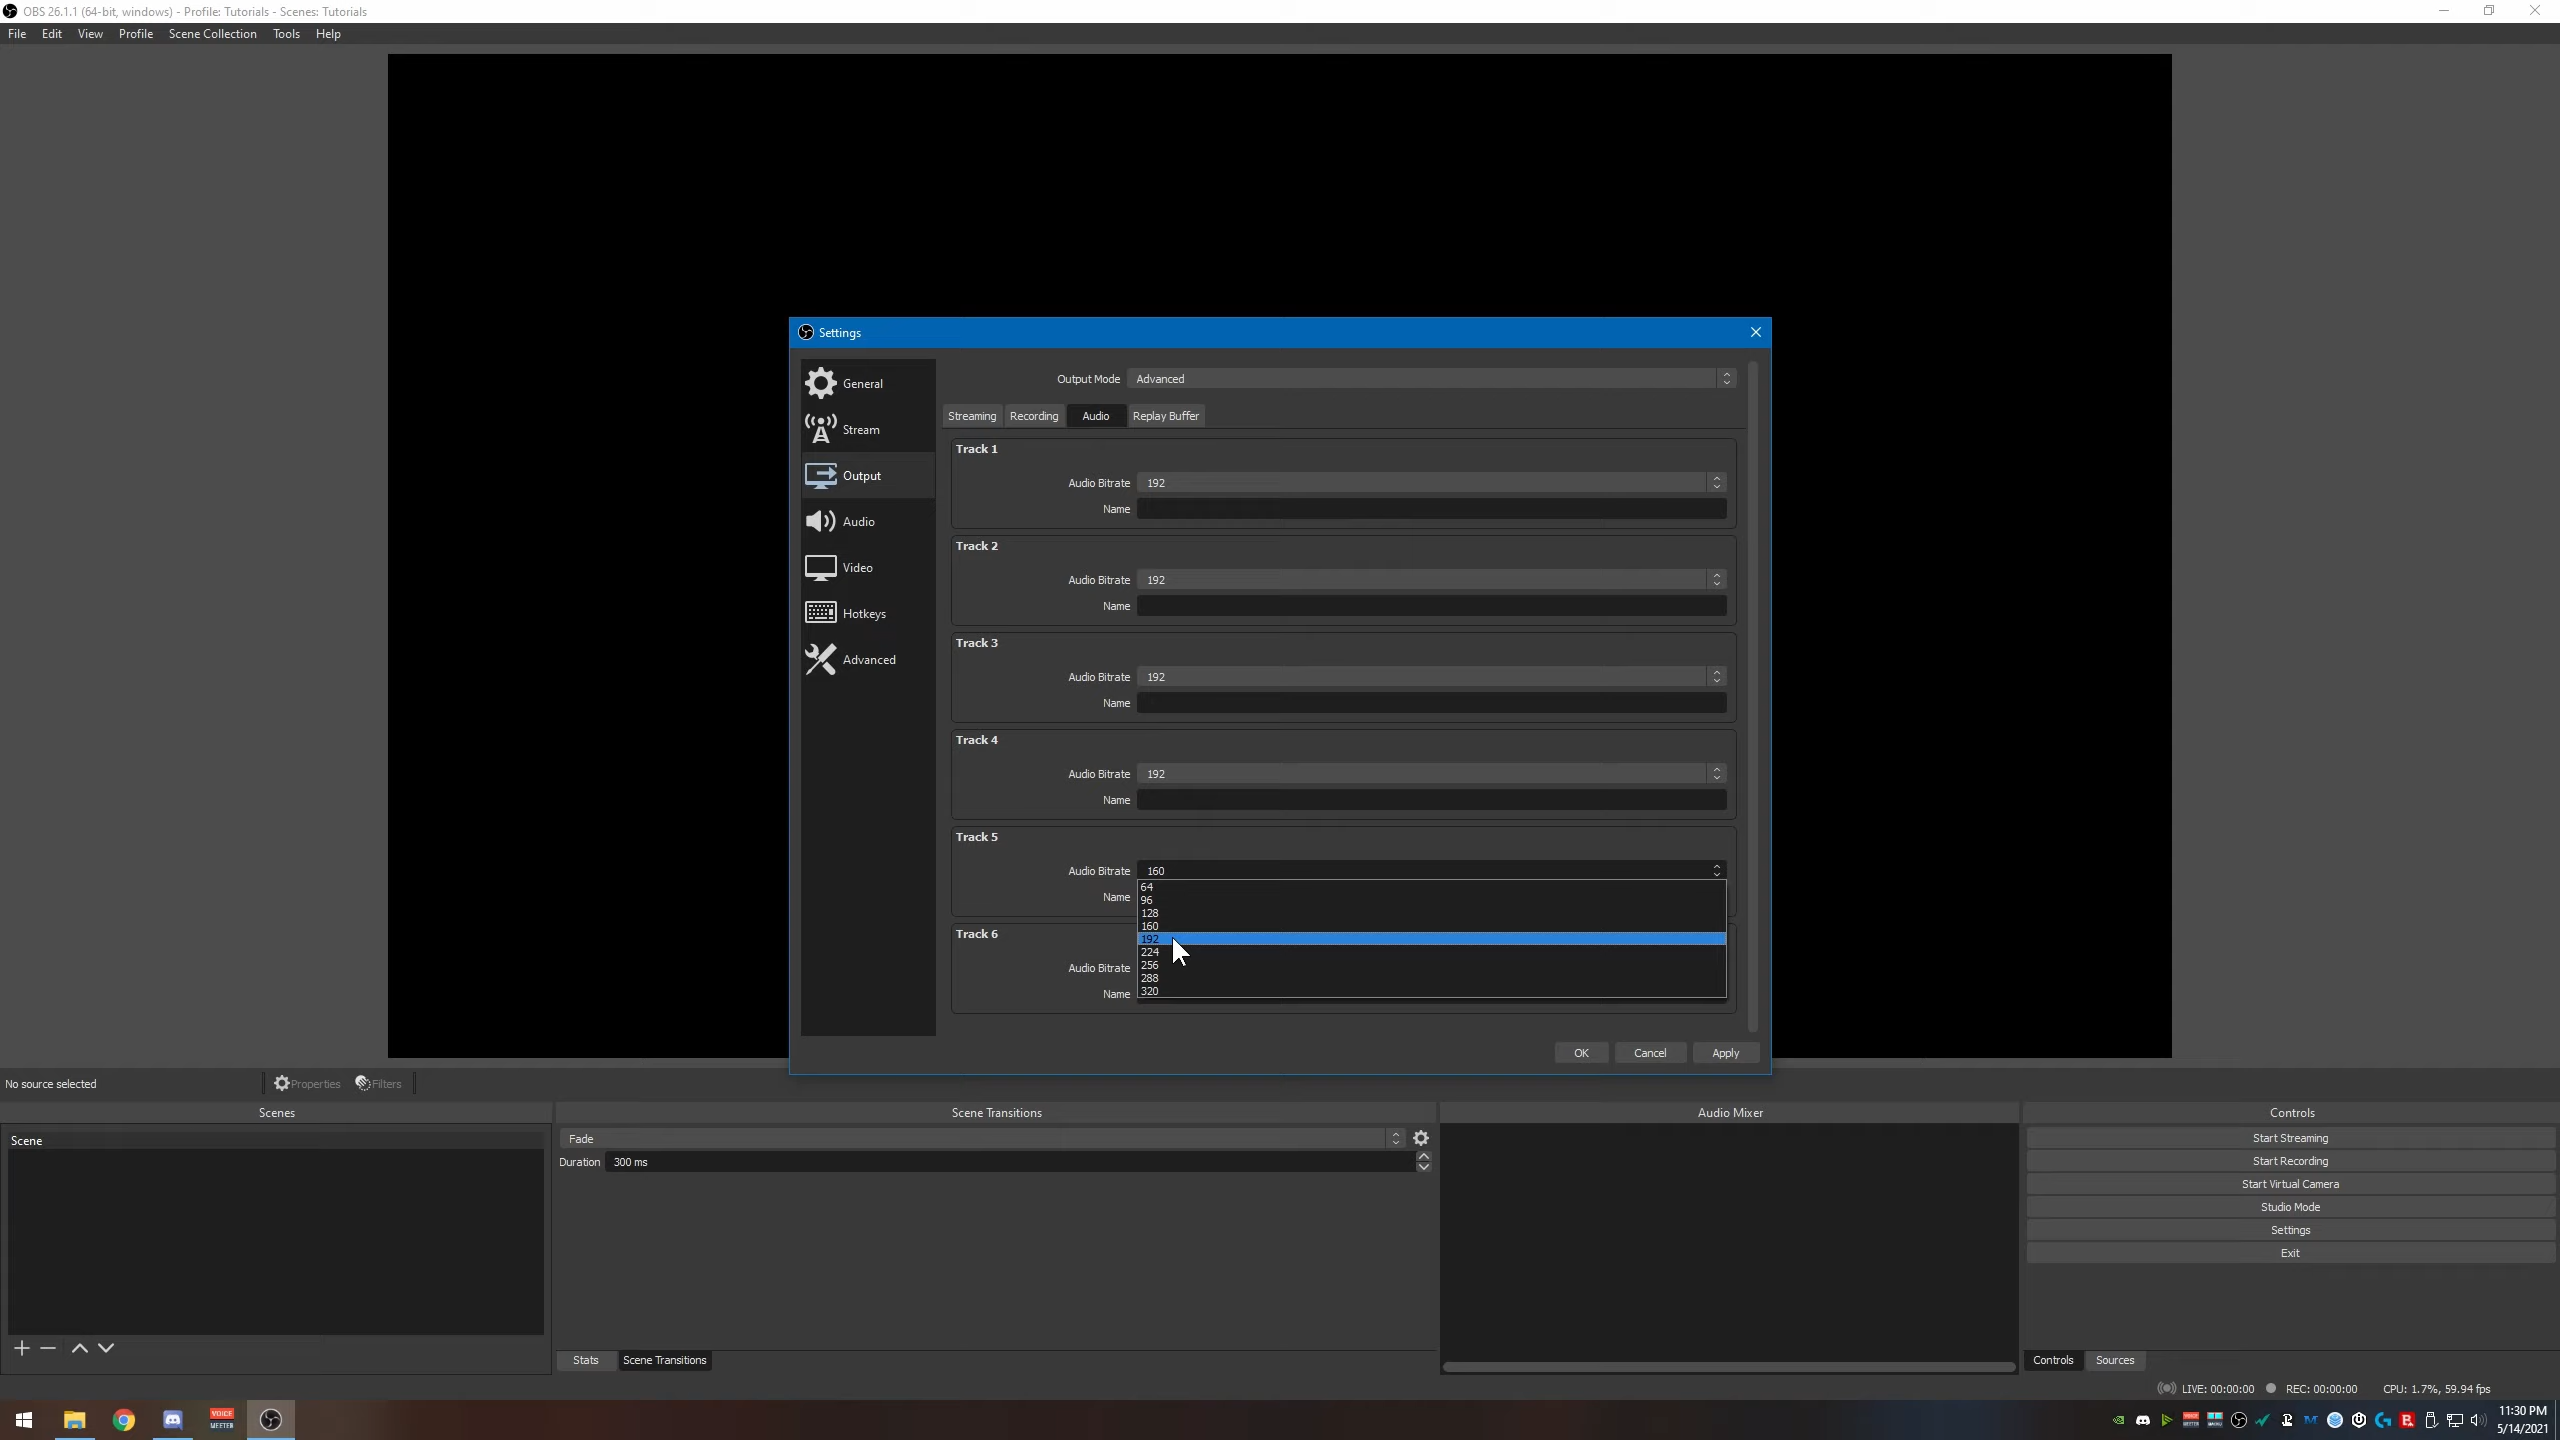 OBS 26.1.1 (64-bit, windows) - Profile: Tutorials - Scenes: Tutorials
File Edit View Profile Scene Collection Tools Help
Settings
General
Stream
Output
Audio
Video
Hotkeys
Advanced
Output Mode Advanced
Streaming Recording Audio Replay Buffer
Track 1
Audio Bitrate 192
Name
Track 2
Audio Bitrate 192
Name
Track 3
Audio Bitrate 192
Name
Track 4
Audio Bitrate 192
Name
Track 5
Audio Bitrate 160
Name
64
96
128
160
192
224
256
288
320
Track 6
Audio Bitrate
Name
OK Cancel Apply
No source selected Properties Filters
Scenes
Scene
Scene Transitions
Fade
Duration 300 ms
Stats Scene Transitions
Audio Mixer
Controls
Start Streaming
Start Recording
Start Virtual Camera
Studio Mode
Settings
Exit
Controls Sources
LIVE: 00:00:00 REC: 00:00:00 CPU: 1.7%, 59.94 fps
VOICE
MEETER
11:30 PM
5/14/2021